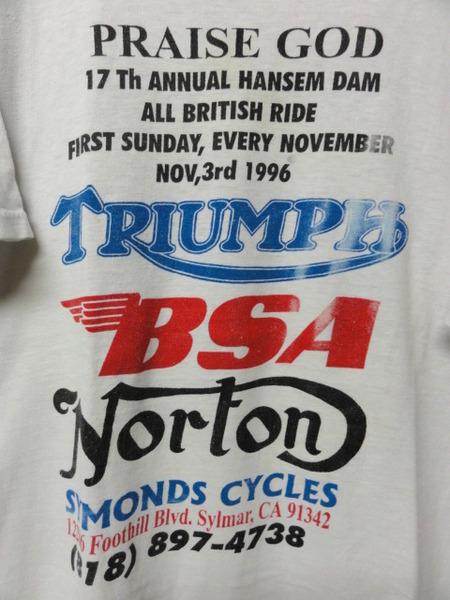 PRAISE GOD
17 Th ANNUAL HANSEM DAM
ALL BRITISH RIDE
FIRST SUNDAY, EVERY NOVEMBER
NOV,3rd 1996
TRIUMPH
BSA
Norton
CYCLES
Foothill Blvd. Sylmar, CA 91342
(818) 897-4738